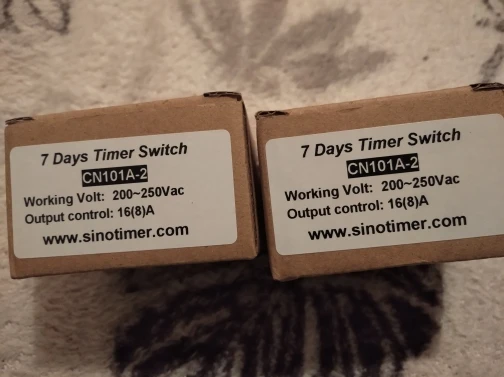 7 Days Timer Switch
CN101A-2
Working Volt: 200~250Vac
Output control: 16(8)A
www.sinotimer.com
7 Days Timer Switch
CN101A-2
Working Volt: 200~250Vac
Output control: 16(8)A
www.sinotimer.com